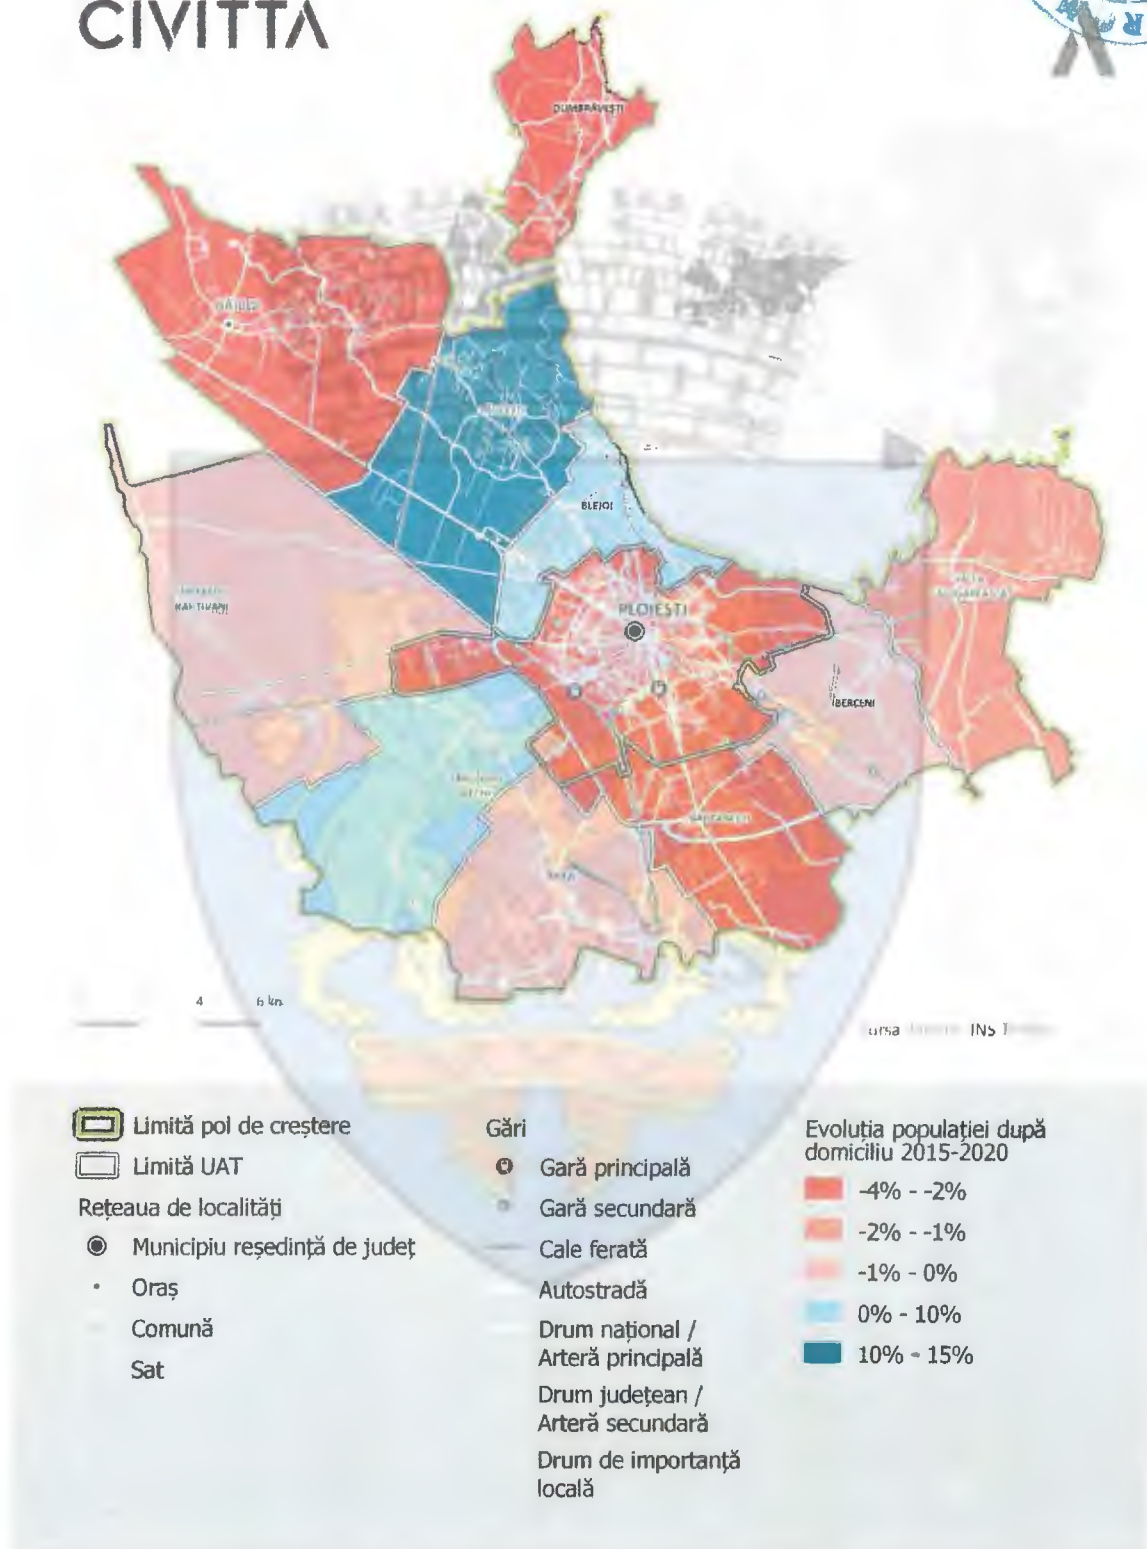 CIVITTA
DUMBRĂVEȘTI
BLEJOI
PLOIEȘTI
BERCENI
4 6 km
INS
Limită pol de creștere
Limită UAT
Rețeaua de localități
Municipiu reședință de județ
Oraș
Comună
Sat
Gări
Gară principală
Gară secundară
Cale ferată
Autostradă
Drum național /
Arteră principală
Drum județean /
Arteră secundară
Drum de importanță
locală
Evoluția populației după
domiciliu 2015-2020
-4% - -2%
-2% - -1%
-1% - 0%
0% - 10%
10% - 15%